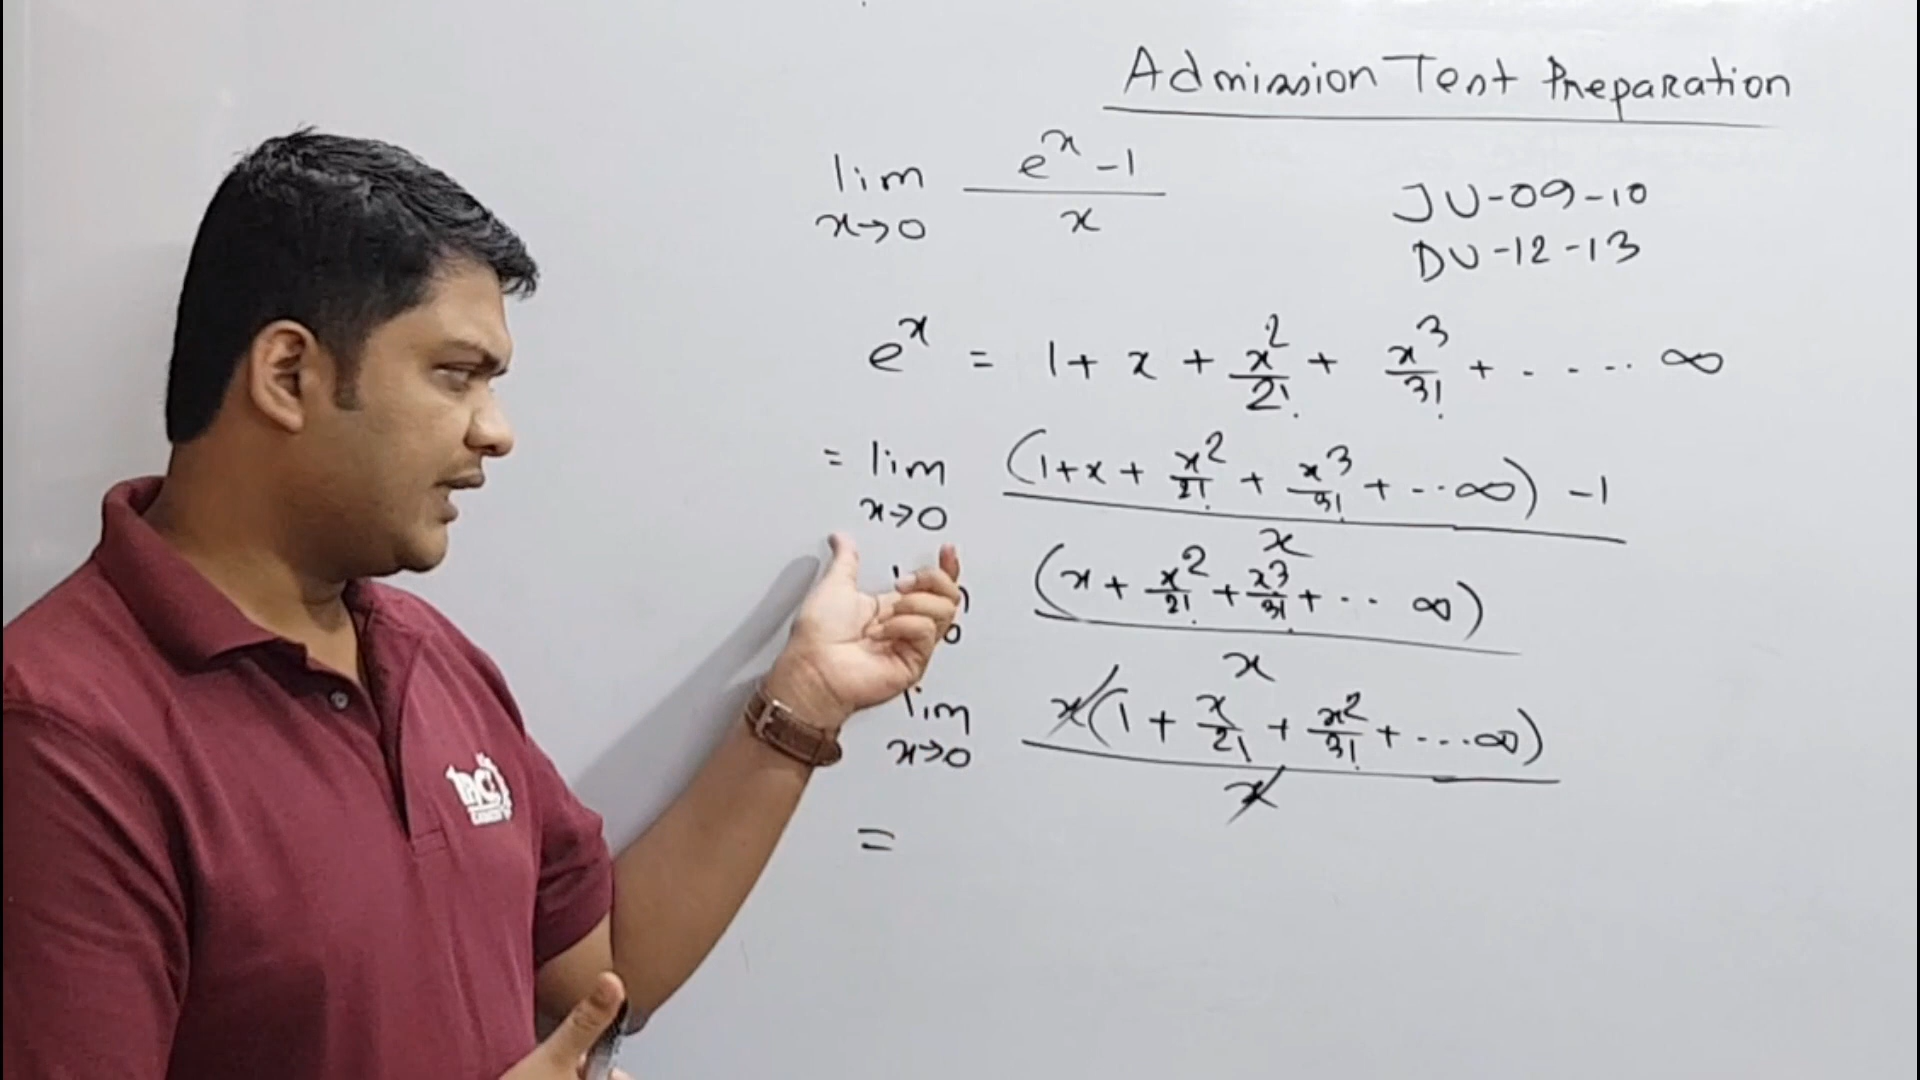 Admission Test Preparation
lim x→0 (e^x - 1)/x
JU-09-10
DU-12-13
e^x = 1 + x + x^2/2! + x^3/3! + ..... ∞
= lim x→0 ((1+x + x^2/2! + x^3/3! + ...∞) - 1)/x
(x + x^2/2! + x^3/3! + ... ∞)/x
lim x→0 x(1 + x/2! + x^2/3! + ....∞)/x
=